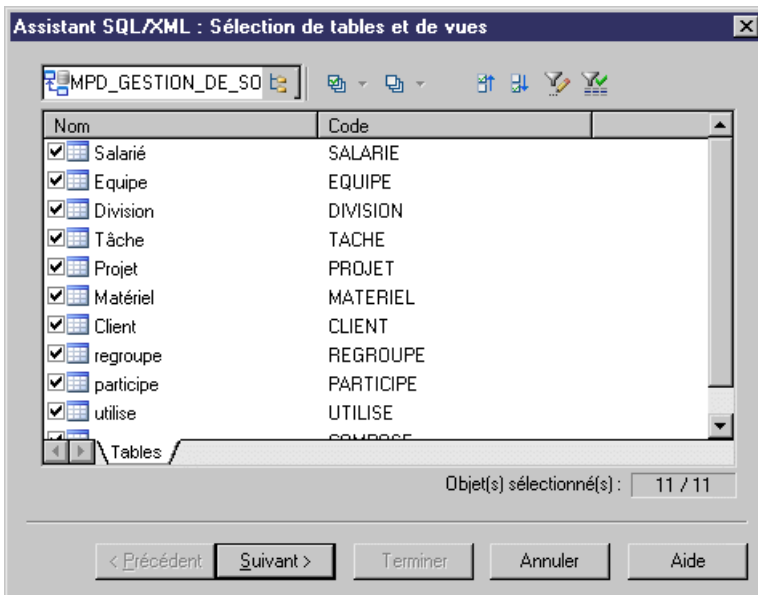 Assistant SQL/XML : Sélection de tables et de vues
MPD_GESTION_DE_SO
Nom Code
Salarié SALARIE
Equipe EQUIPE
Division DIVISION
Tâche TACHE
Projet PROJET
Matériel MATERIEL
Client CLIENT
regroupe REGROUPE
participe PARTICIPE
utilise UTILISE
Tables
Objet(s) sélectionné(s) : 11 / 11
< Précédent Suivant > Terminer Annuler Aide